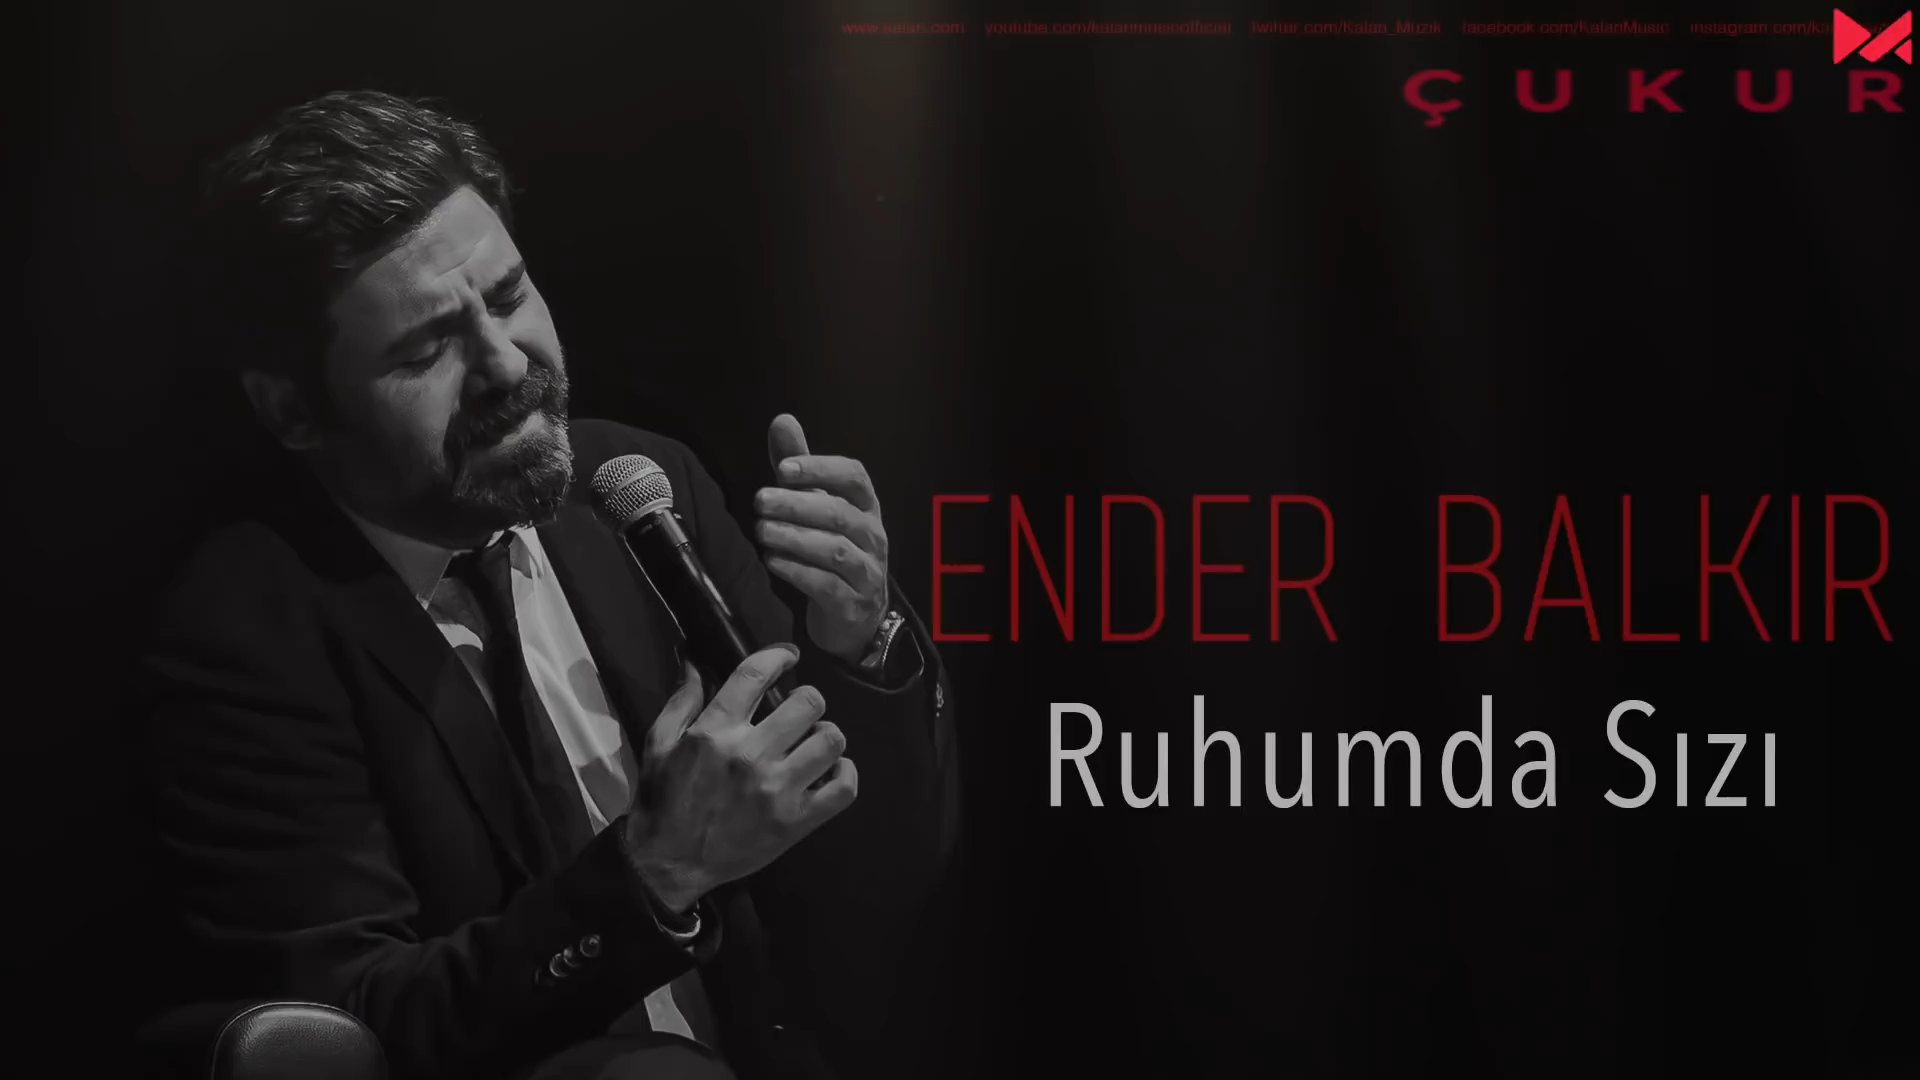 www.kalan.com youtube.com/kalanmusicofficial twitter.com/Kalan_Muzik facebook.com/KalanMusic
ÇUKUR
ENDER BALKIR
Ruhumda Sızı